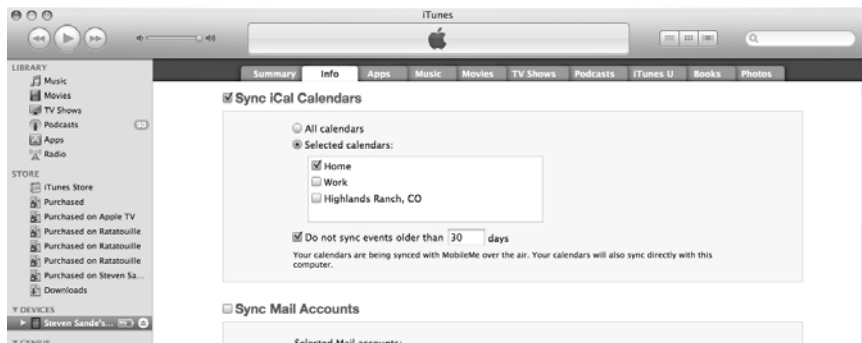 iTunes
LIBRARY
Music
Movies
TV Shows
Podcasts
Apps
Radio
STORE
iTunes Store
Purchased
Purchased on Apple TV
Purchased on Ratatouille
Purchased on Ratatouille
Purchased on Ratatouille
Purchased on Steven Sa...
Downloads
DEVICES
Steven Sande's...
Summary Info Apps Music Movies TV Shows Podcasts iTunes U Books Photos
Sync iCal Calendars
All calendars
Selected calendars:
Home
Work
Highlands Ranch, CO
Do not sync events older than 30 days
Your calendars are being synced with MobileMe over the air. Your calendars will also sync directly with this
computer.
Sync Mail Accounts
Selected Mail accounts: